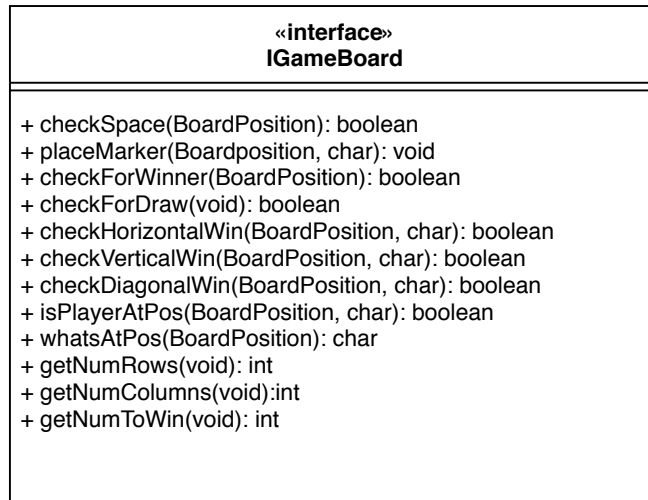 «interface»
IGameBoard
+ checkSpace(BoardPosition): boolean
+ placeMarker(Boardposition, char): void
+ checkForWinner(BoardPosition): boolean
+ checkForDraw(void): boolean
+ checkHorizontalWin(BoardPosition, char): boolean
+ checkVerticalWin(BoardPosition, char): boolean
+ checkDiagonalWin(BoardPosition, char): boolean
+ isPlayerAtPos(BoardPosition, char): boolean
+ whatsAtPos(BoardPosition): char
+ getNumRows(void): int
+ getNumColumns(void):int
+ getNumToWin(void): int